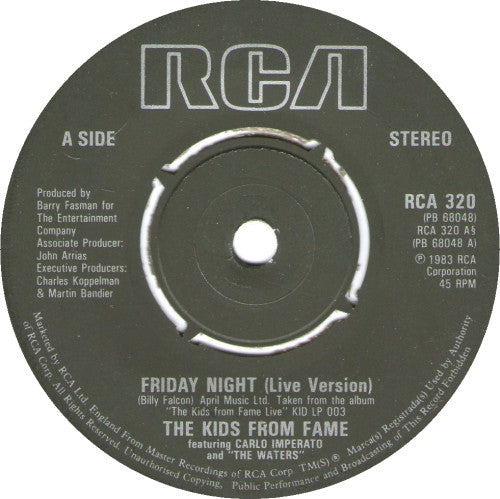 RCA
A SIDE
STEREO
Produced by
Barry Fasman for
The Entertainment
Company
Associate Producer:
John Arrias
Executive Producers:
Charles Koppelman
& Martin Bandier
RCA 320
(PB 68048)
RCA 320 A§
(PB 68048 A)
℗ 1983 RCA
Corporation
45 RPM
FRIDAY NIGHT (Live Version)
(Billy Falcon) April Music Ltd. Taken from the album
"The Kids from Fame Live" KID LP 003
THE KIDS FROM FAME
featuring CARLO IMPERATO
and "THE WATERS"
Marketed by RCA Ltd., England From Master Recordings of RCA Corp TM(S)® Marca(s) Registrada(s) Used by Authority
of RCA Corp. All Rights Reserved. Unauthorised Copying, Public Performance and Broadcasting of This Record Forbidden